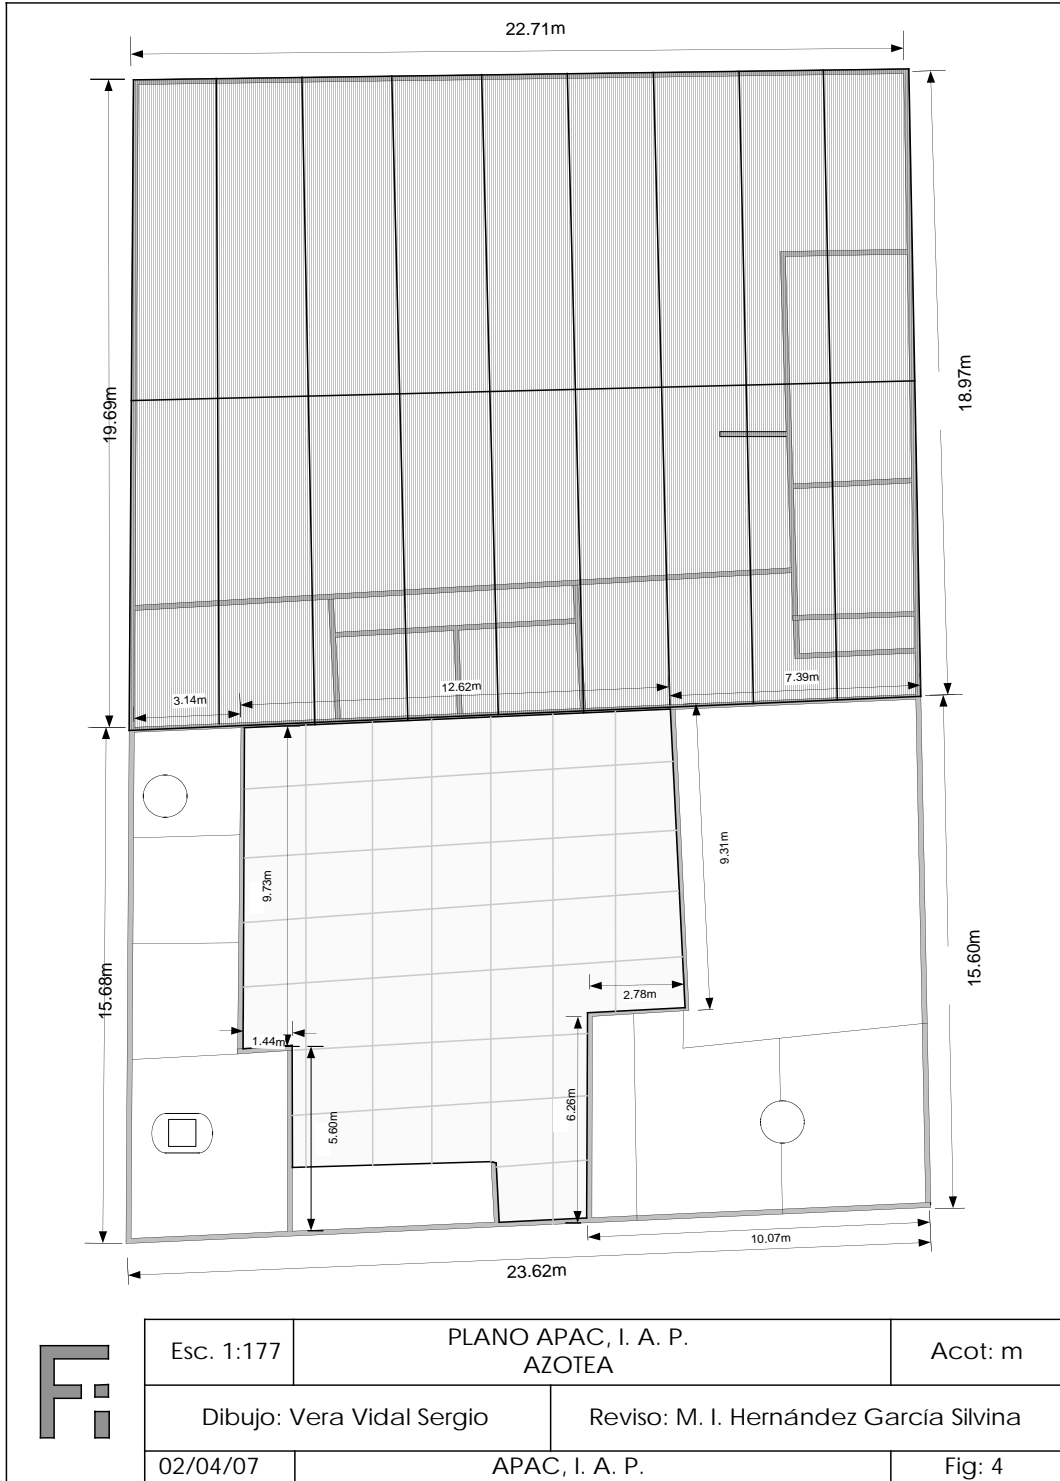 22.71m
19.69m
18.97m
3.14m
12.62m
7.39m
9.73m
9.31m
15.68m
15.60m
2.78m
1.44m
5.60m
6.26m
10.07m
23.62m
Fi
Esc. 1:177
PLANO APAC, I. A. P.
AZOTEA
Acot: m
Dibujo: Vera Vidal Sergio
Reviso: M. I. Hernández García Silvina
02/04/07
APAC, I. A. P.
Fig: 4